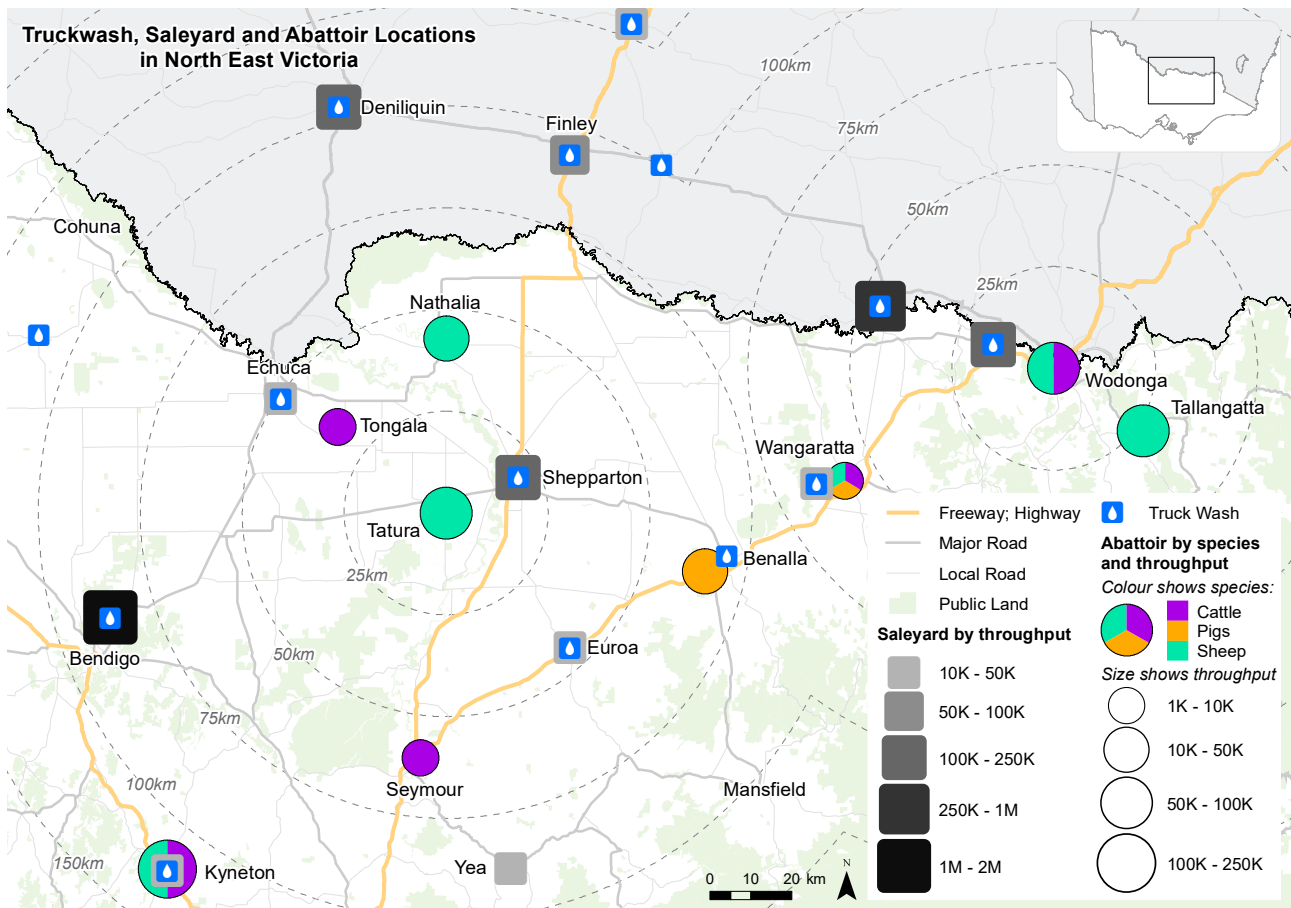 Truckwash, Saleyard and Abattoir Locations
in North East Victoria
100km
Deniliquin
Finley
75km
50km
Cohuna
25km
Nathalia
Echuca
Wodonga
Tallangatta
Tongala
Wangaratta
Shepparton
Tatura
Benalla
25km
Euroa
Bendigo
50km
75km
100km
Seymour
Mansfield
150km
Kyneton
Yea
0 10 20 km
N
Freeway; Highway
Major Road
Local Road
Public Land
Saleyard by throughput
10K - 50K
50K - 100K
100K - 250K
250K - 1M
1M - 2M
Truck Wash
Abattoir by species
and throughput
Colour shows species:
Cattle
Pigs
Sheep
Size shows throughput
1K - 10K
10K - 50K
50K - 100K
100K - 250K